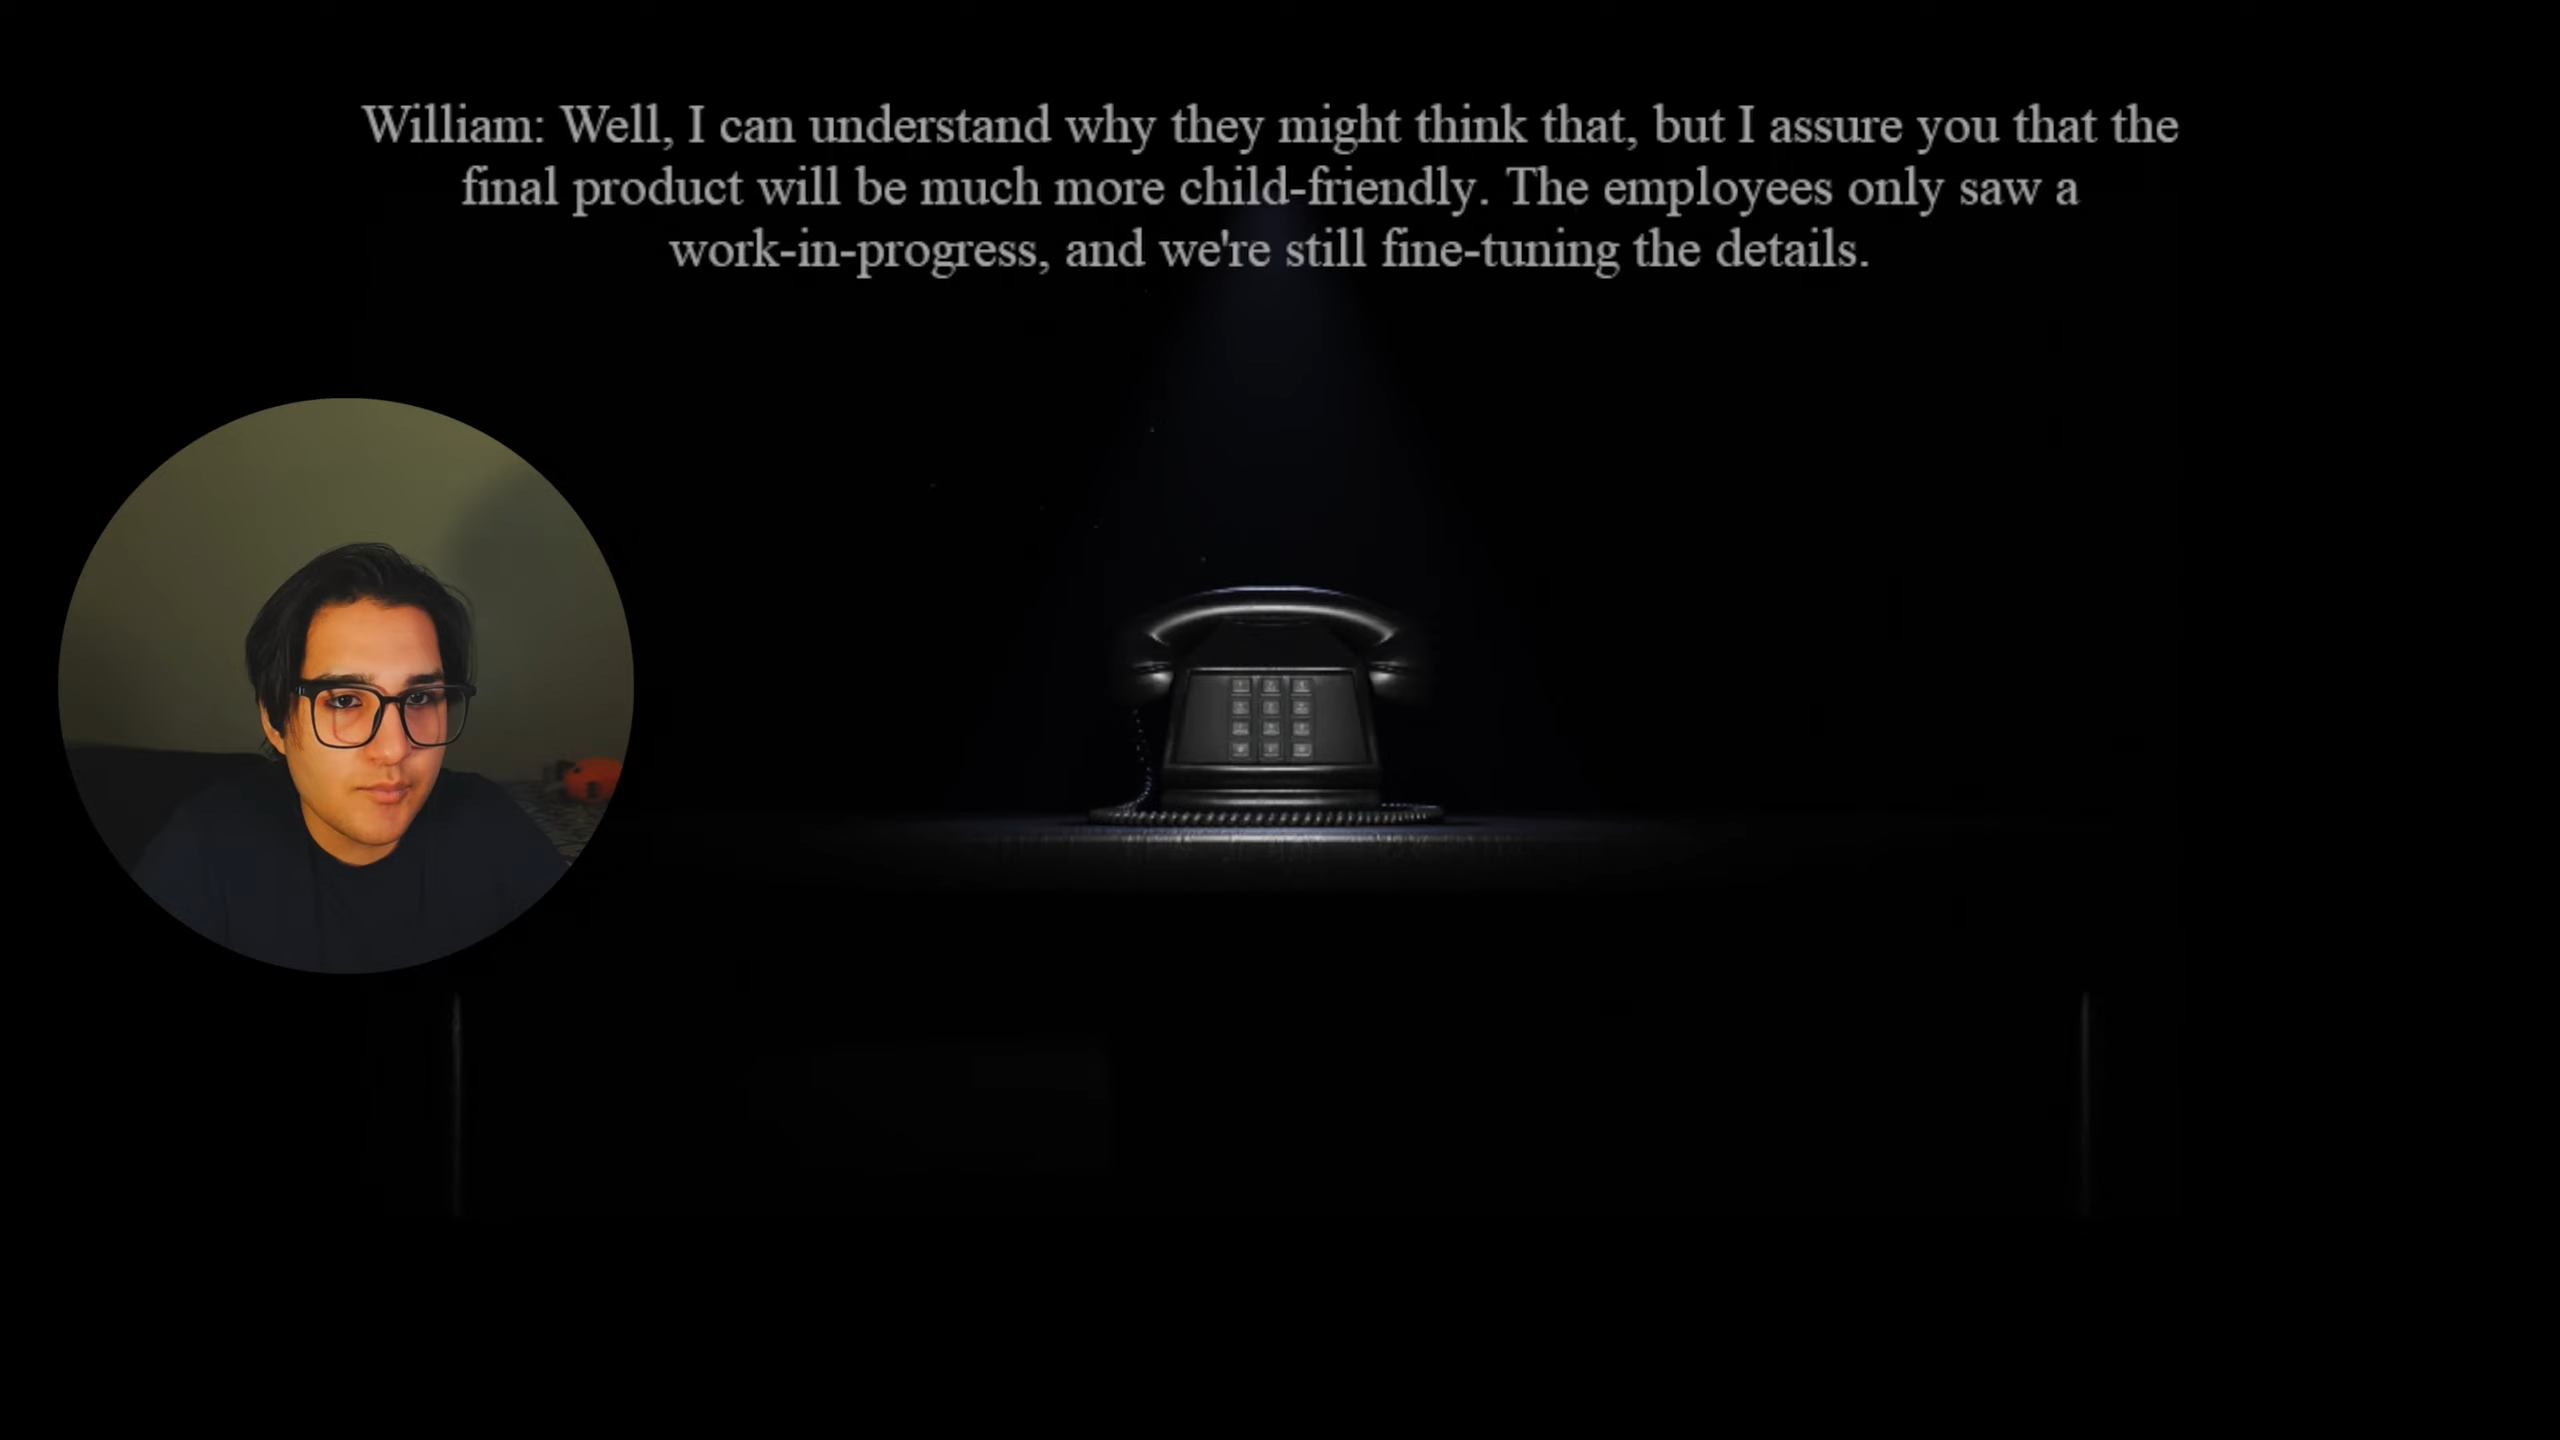 William: Well, I can understand why they might think that, but I assure you that the
final product will be much more child-friendly. The employees only saw a
work-in-progress, and we're still fine-tuning the details.